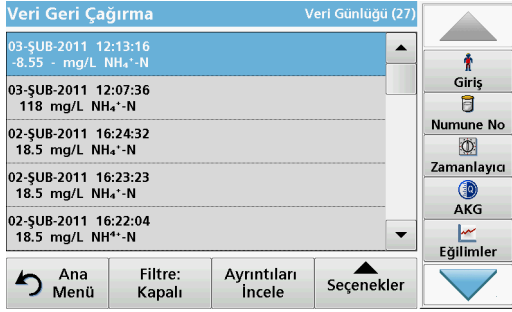 Veri Geri Çağırma Veri Günlüğü (27)
03-ŞUB-2011 12:13:16
-8.55 - mg/L NH₄⁺-N
03-ŞUB-2011 12:07:36
118 mg/L NH₄⁺-N
02-ŞUB-2011 16:24:32
18.5 mg/L NH₄⁺-N
02-ŞUB-2011 16:23:23
18.5 mg/L NH₄⁺-N
02-ŞUB-2011 16:22:04
18.5 mg/L NH⁴⁺-N
Giriş
Numune No
Zamanlayıcı
AKG
Eğilimler
Ana
Menü
Filtre:
Kapalı
Ayrıntıları
İncele
Seçenekler